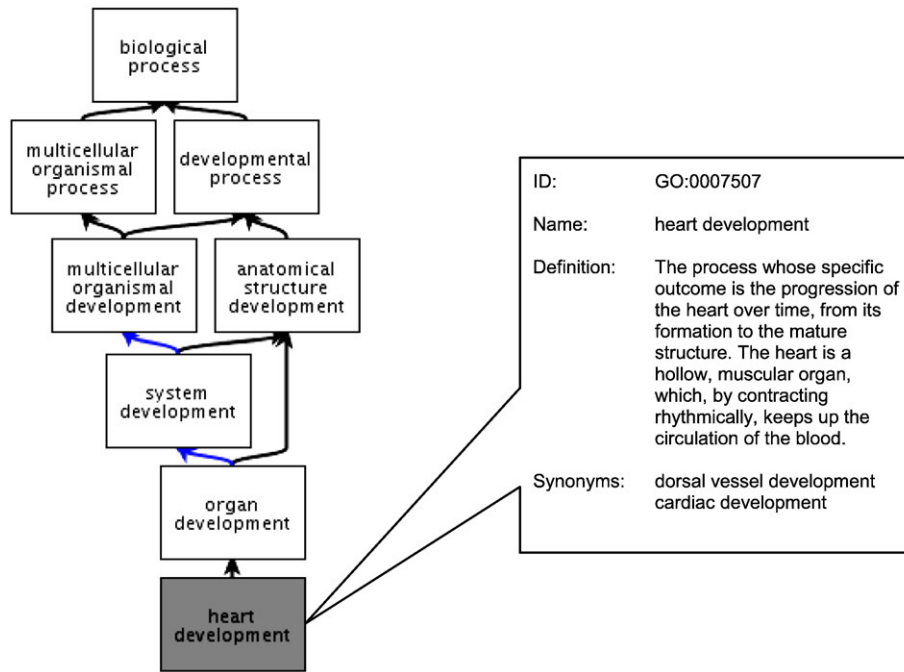 biological
process
multicellular
organismal
process
developmental
process
multicellular
organismal
development
anatomical
structure
development
system
development
organ
development
heart
development
ID: GO:0007507
Name: heart development
Definition: The process whose specific
outcome is the progression of
the heart over time, from its
formation to the mature
structure. The heart is a
hollow, muscular organ,
which, by contracting
rhythmically, keeps up the
circulation of the blood.
Synonyms: dorsal vessel development
cardiac development